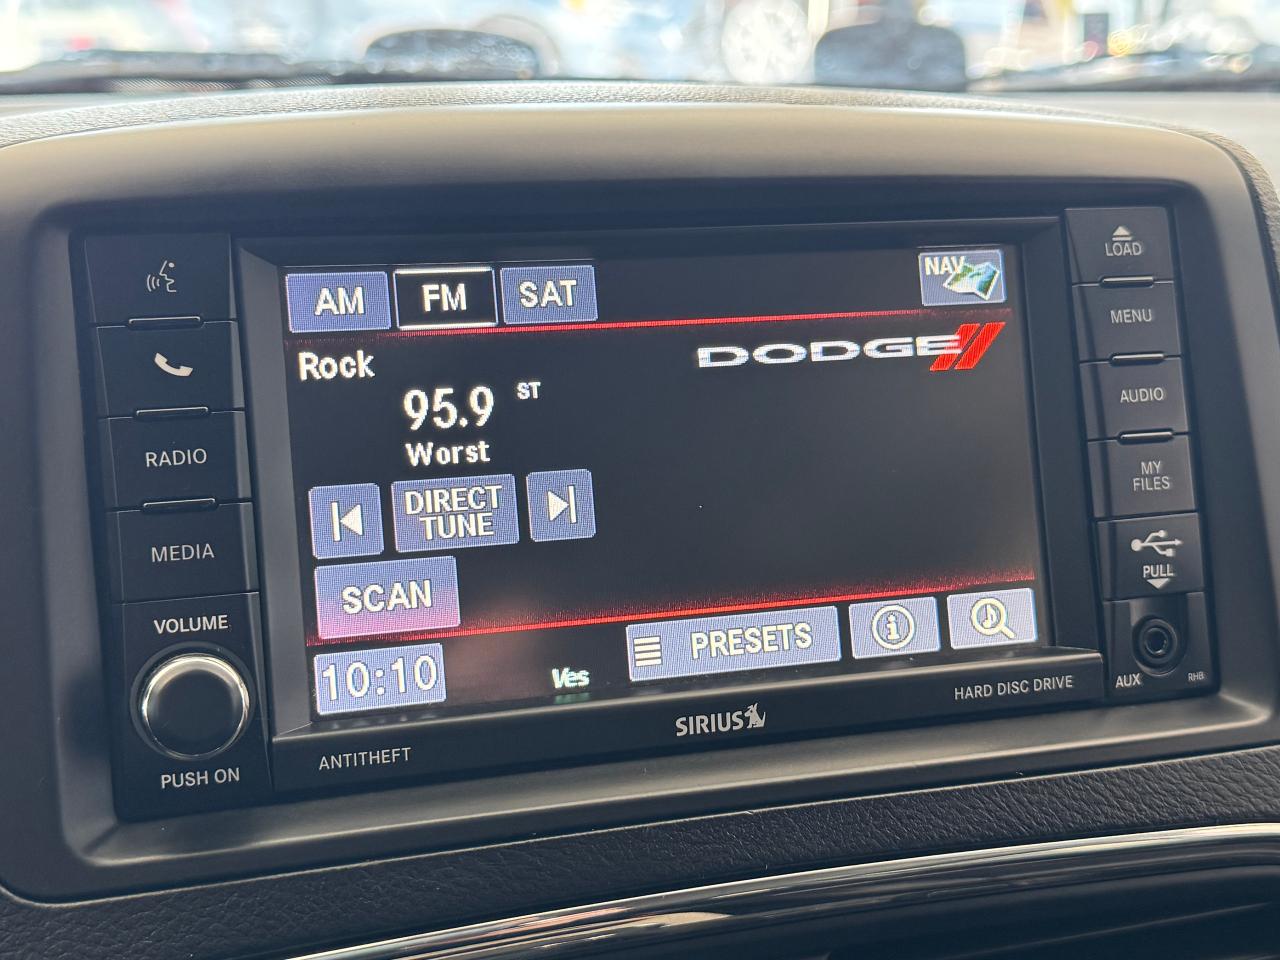 AM FM SAT NAV
Rock
DODGE
95.9 ST
Worst
DIRECT
TUNE
SCAN
10:10
Ves
PRESETS
i
RADIO
MEDIA
VOLUME
PUSH ON
LOAD
MENU
AUDIO
MY
FILES
PULL
AUX
RHB
ANTITHEFT
SIRIUS
HARD DISC DRIVE